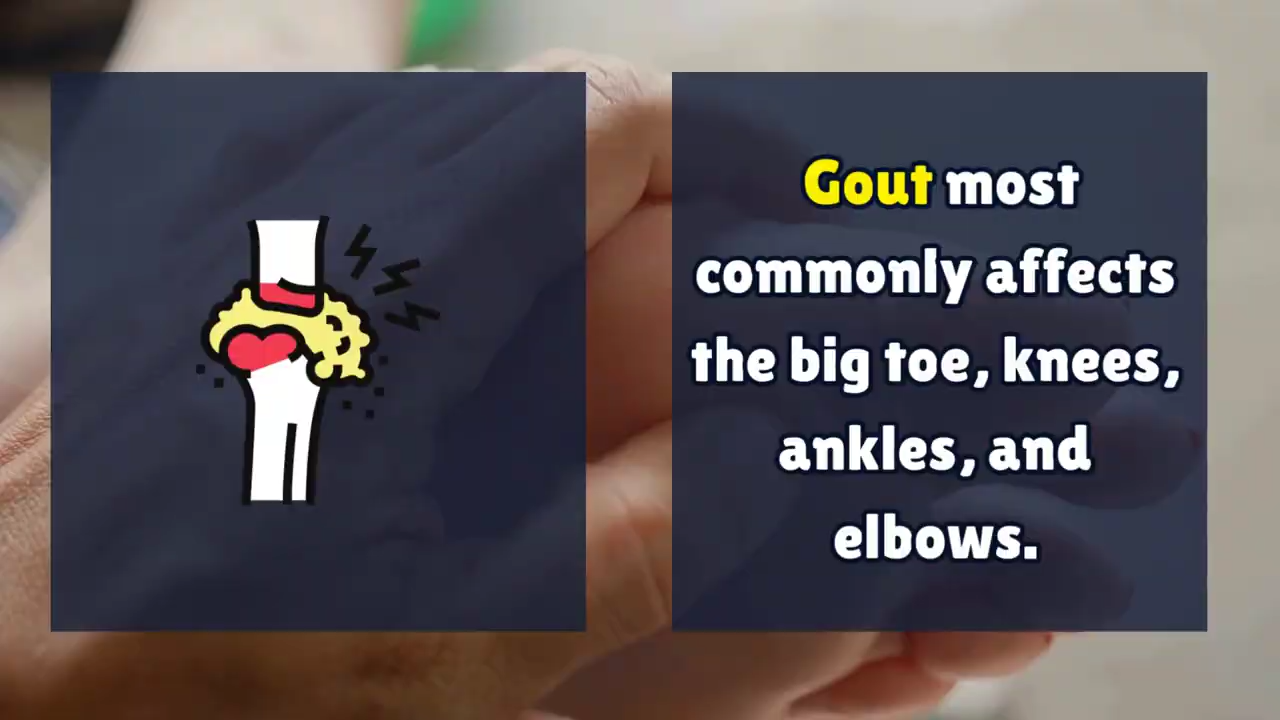 Gout most
commonly affects
the big toe, knees,
ankles, and
elbows.